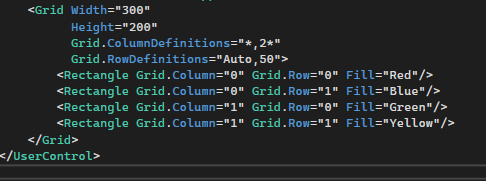 <Grid Width="300"
Height="200"
Grid.ColumnDefinitions="*,2*"
Grid.RowDefinitions="Auto,50">
<Rectangle Grid.Column="0" Grid.Row="0" Fill="Red"/>
<Rectangle Grid.Column="0" Grid.Row="1" Fill="Blue"/>
<Rectangle Grid.Column="1" Grid.Row="0" Fill="Green"/>
<Rectangle Grid.Column="1" Grid.Row="1" Fill="Yellow"/>
</Grid>
</UserControl>